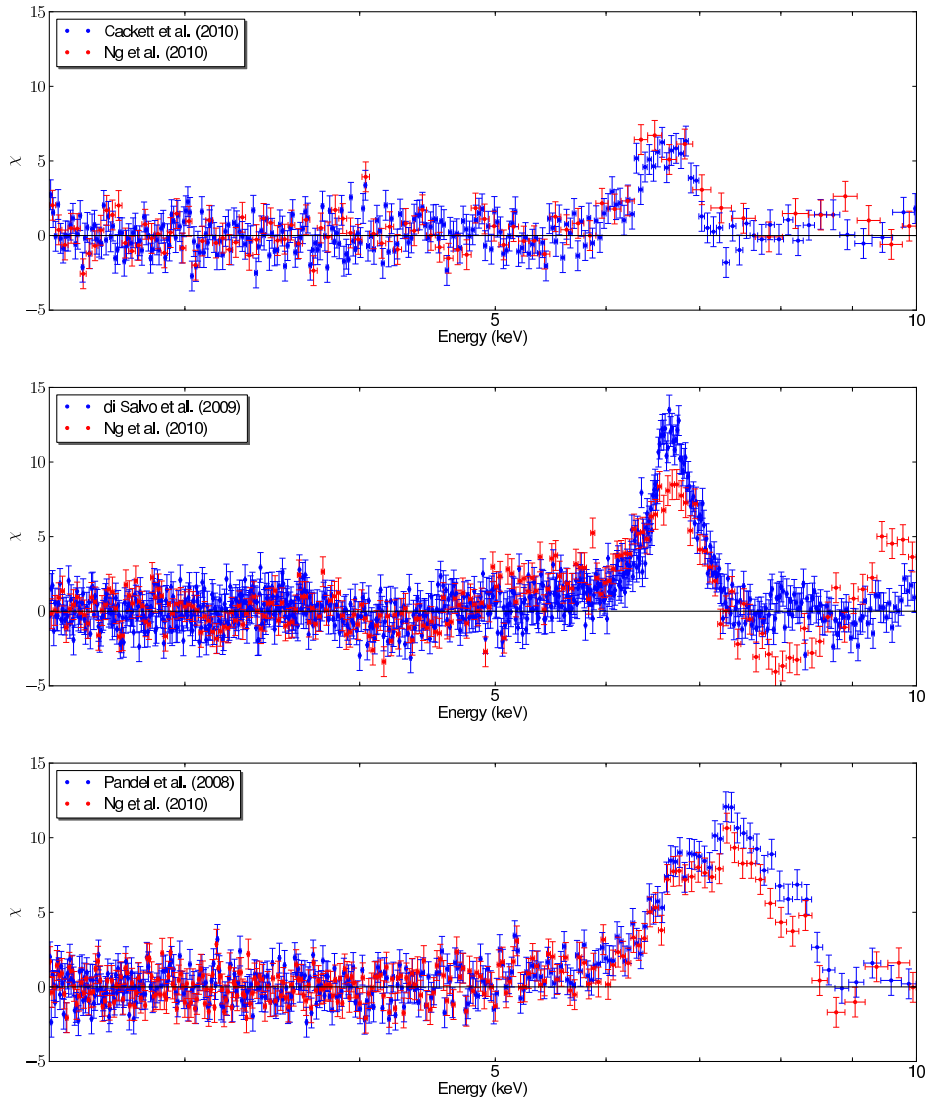 15
Cackett et al. (2010)
Ng et al. (2010)
10
5
χ
0
−5
5
10
Energy (keV)
15
di Salvo et al. (2009)
Ng et al. (2010)
10
5
χ
0
−5
5
10
Energy (keV)
15
Pandel et al. (2008)
Ng et al. (2010)
10
5
χ
0
−5
5
10
Energy (keV)